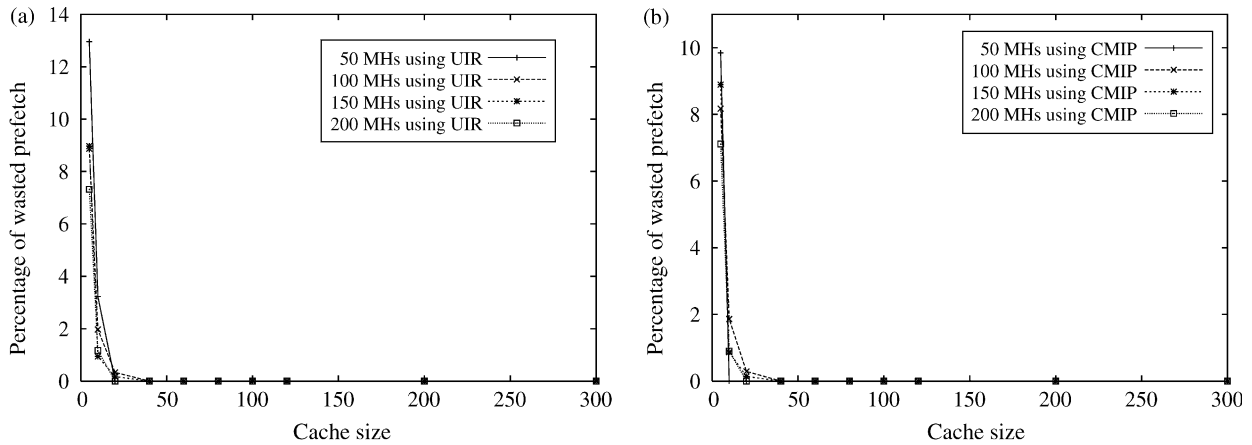 (a)
Percentage of wasted prefetch
14
12
10
8
6
4
2
0
50 MHs using UIR
100 MHs using UIR
150 MHs using UIR
200 MHs using UIR
0 50 100 150 200 250 300
Cache size
(b)
Percentage of wasted prefetch
10
8
6
4
2
0
50 MHs using CMIP
100 MHs using CMIP
150 MHs using CMIP
200 MHs using CMIP
0 50 100 150 200 250 300
Cache size